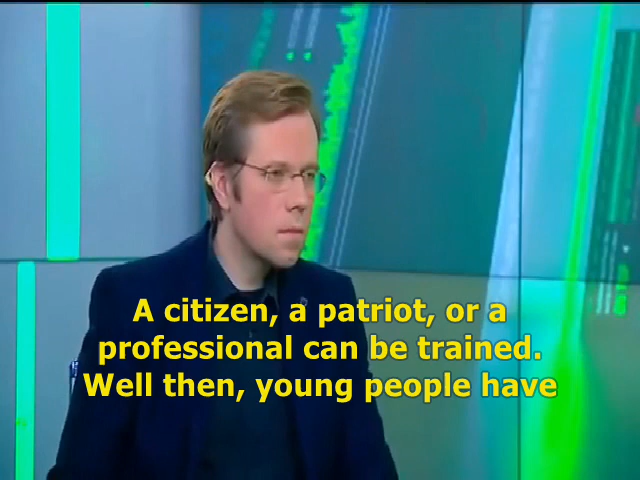 A citizen, a patriot, or a
professional can be trained.
Well then, young people have